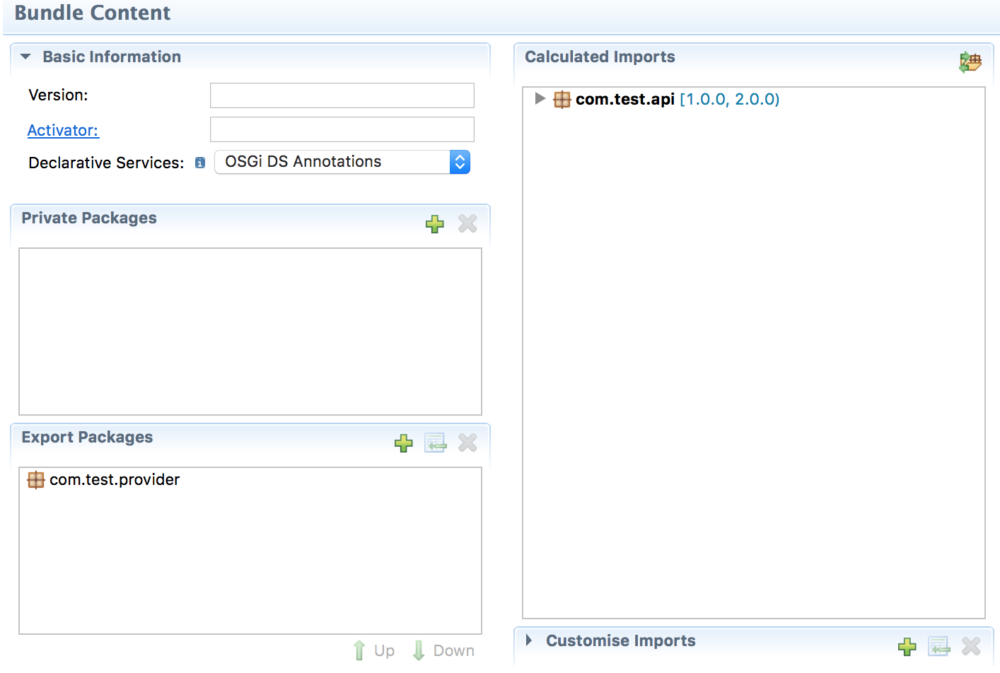 Bundle Content
Basic Information
Version:
Activator:
Declarative Services:
OSGi DS Annotations
Private Packages
Export Packages
com.test.provider
Up
Down
Calculated Imports
com.test.api [1.0.0, 2.0.0)
Customise Imports